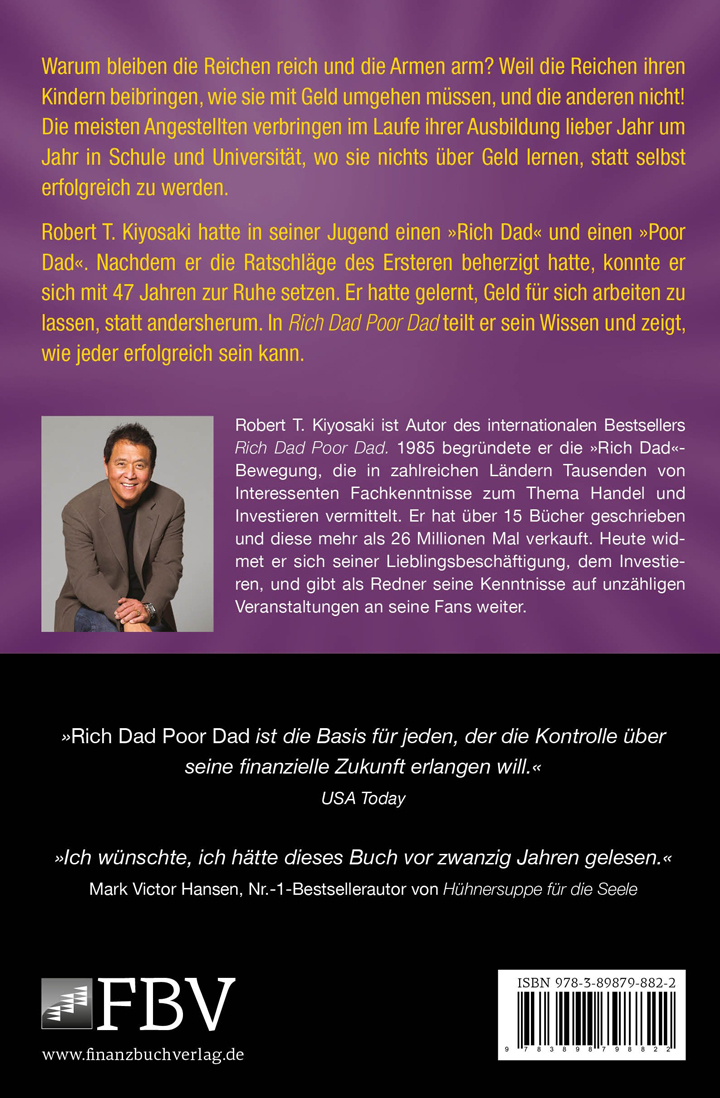 Warum bleiben die Reichen reich und die Armen arm? Weil die Reichen ihren
Kindern beibringen, wie sie mit Geld umgehen müssen, und die anderen nicht!
Die meisten Angestellten verbringen im Laufe ihrer Ausbildung lieber Jahr um
Jahr in Schule und Universität, wo sie nichts über Geld lernen, statt selbst
erfolgreich zu werden.
Robert T. Kiyosaki hatte in seiner Jugend einen »Rich Dad« und einen »Poor
Dad«. Nachdem er die Ratschläge des Ersteren beherzigt hatte, konnte er
sich mit 47 Jahren zur Ruhe setzen. Er hatte gelernt, Geld für sich arbeiten zu
lassen, statt andersherum. In Rich Dad Poor Dad teilt er sein Wissen und zeigt,
wie jeder erfolgreich sein kann.
Robert T. Kiyosaki ist Autor des internationalen Bestsellers
Rich Dad Poor Dad. 1985 begründete er die »Rich Dad«-
Bewegung, die in zahlreichen Ländern Tausenden von
Interessenten Fachkenntnisse zum Thema Handel und
Investieren vermittelt. Er hat über 15 Bücher geschrieben
und diese mehr als 26 Millionen Mal verkauft. Heute wid-
met er sich seiner Lieblingsbeschäftigung, dem Investie-
ren, und gibt als Redner seine Kenntnisse auf unzähligen
Veranstaltungen an seine Fans weiter.
»Rich Dad Poor Dad ist die Basis für jeden, der die Kontrolle über
seine finanzielle Zukunft erlangen will.«
USA Today
»Ich wünschte, ich hätte dieses Buch vor zwanzig Jahren gelesen.«
Mark Victor Hansen, Nr.-1-Bestsellerautor von Hühnersuppe für die Seele
FBV
www.finanzbuchverlag.de
ISBN 978-3-89879-882-2
9 783898 798822